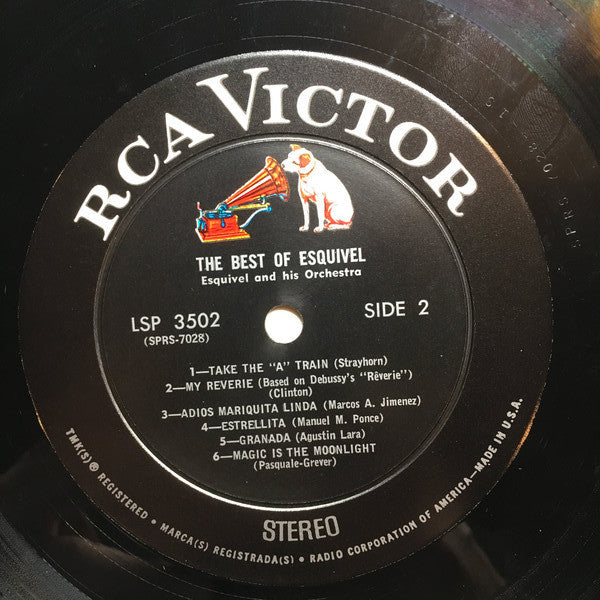 RCA VICTOR
THE BEST OF ESQUIVEL
Esquivel and his Orchestra
LSP 3502
(SPRS-7028)
SIDE 2
1—TAKE THE "A" TRAIN (Strayhorn)
2—MY REVERIE (Based on Debussy's "Rêverie")
(Clinton)
3—ADIOS MARIQUITA LINDA (Marcos A. Jimenez)
4—ESTRELLITA (Manuel M. Ponce)
5—GRANADA (Agustin Lara)
6—MAGIC IS THE MOONLIGHT
(Pasquale-Grever)
STEREO
TMK(S) ® REGISTERED • MARCA(S) REGISTRADA(S) • RADIO CORPORATION OF AMERICA—MADE IN U.S.A.